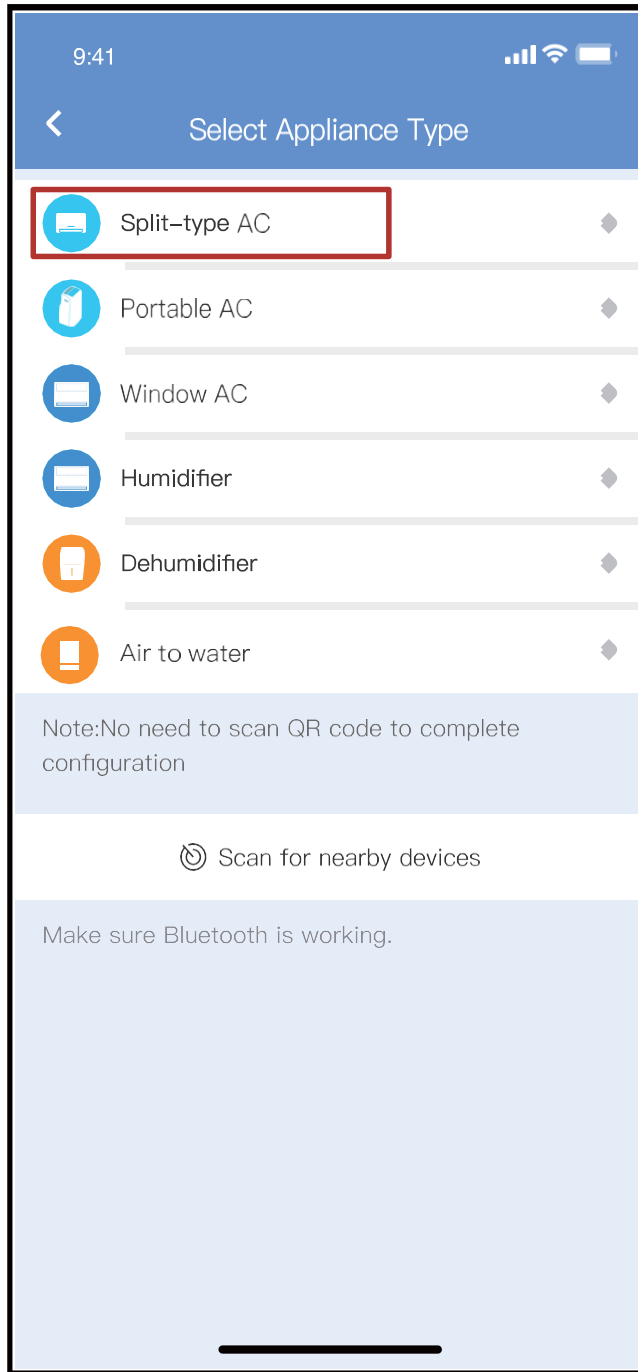 9:41
Select Appliance Type
Split-type AC
Portable AC
Window AC
Humidifier
Dehumidifier
Air to water
Note:No need to scan QR code to complete
configuration
Scan for nearby devices
Make sure Bluetooth is working.